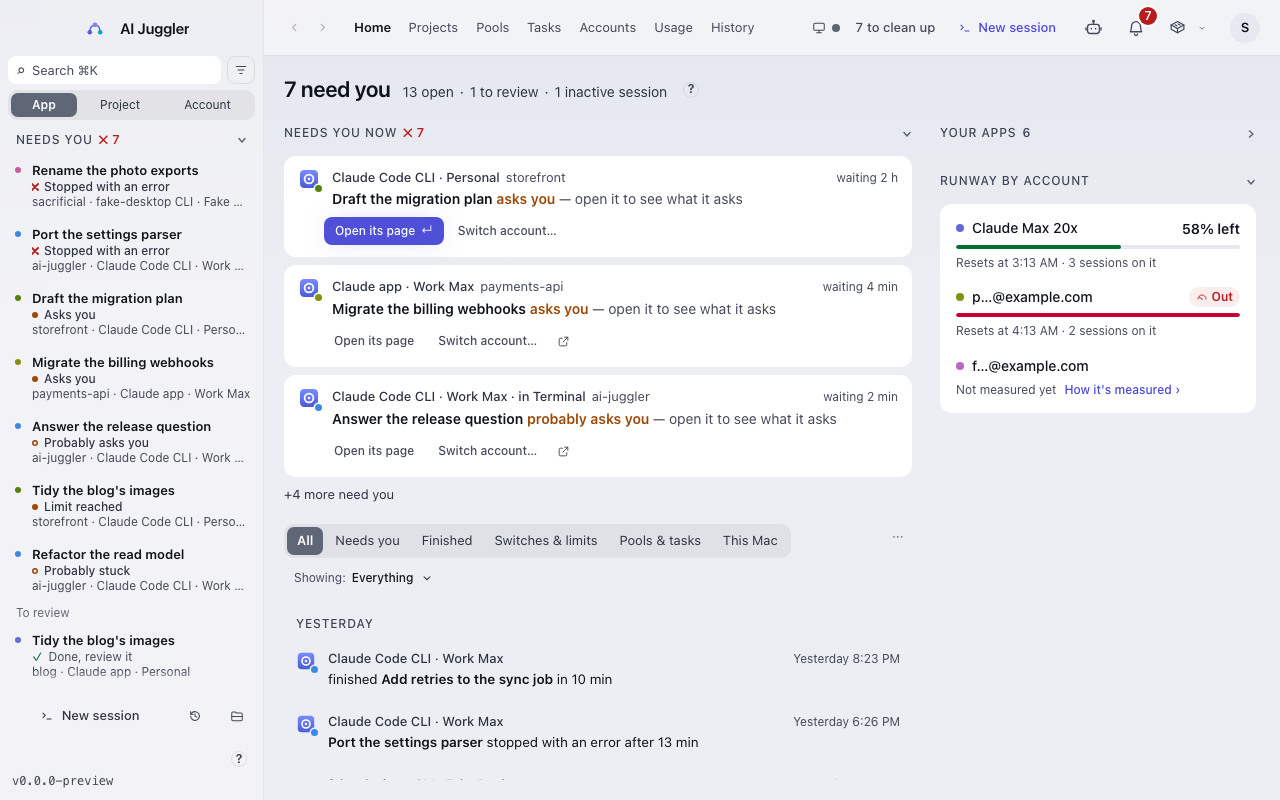 AI Juggler
Search ⌘K
App Project Account
NEEDS YOU 7
Rename the photo exports
Stopped with an error
sacrificial · fake-desktop CLI · Fake ...
Port the settings parser
Stopped with an error
ai-juggler · Claude Code CLI · Work ...
Draft the migration plan
Asks you
storefront · Claude Code CLI · Perso...
Migrate the billing webhooks
Asks you
payments-api · Claude app · Work Max
Answer the release question
Probably asks you
ai-juggler · Claude Code CLI · Work ...
Tidy the blog's images
Limit reached
storefront · Claude Code CLI · Perso...
Refactor the read model
Probably stuck
ai-juggler · Claude Code CLI · Work ...
To review
Tidy the blog's images
Done, review it
blog · Claude app · Personal
New session
?
v0.0.0-preview
Home Projects Pools Tasks Accounts Usage History 7 to clean up New session 7 S
7 need you 13 open · 1 to review · 1 inactive session ?
NEEDS YOU NOW 7
Claude Code CLI · Personal storefront waiting 2 h
Draft the migration plan asks you — open it to see what it asks
Open its page Switch account...
Claude app · Work Max payments-api waiting 4 min
Migrate the billing webhooks asks you — open it to see what it asks
Open its page Switch account...
Claude Code CLI · Work Max · in Terminal ai-juggler waiting 2 min
Answer the release question probably asks you — open it to see what it asks
Open its page Switch account...
+4 more need you
All Needs you Finished Switches & limits Pools & tasks This Mac ...
Showing: Everything
YESTERDAY
Claude Code CLI · Work Max Yesterday 8:23 PM
finished Add retries to the sync job in 10 min
Claude Code CLI · Work Max Yesterday 6:26 PM
Port the settings parser stopped with an error after 13 min
YOUR APPS 6
RUNWAY BY ACCOUNT
Claude Max 20x 58% left
Resets at 3:13 AM · 3 sessions on it
p...@example.com Out
Resets at 4:13 AM · 2 sessions on it
f...@example.com
Not measured yet How it's measured ›